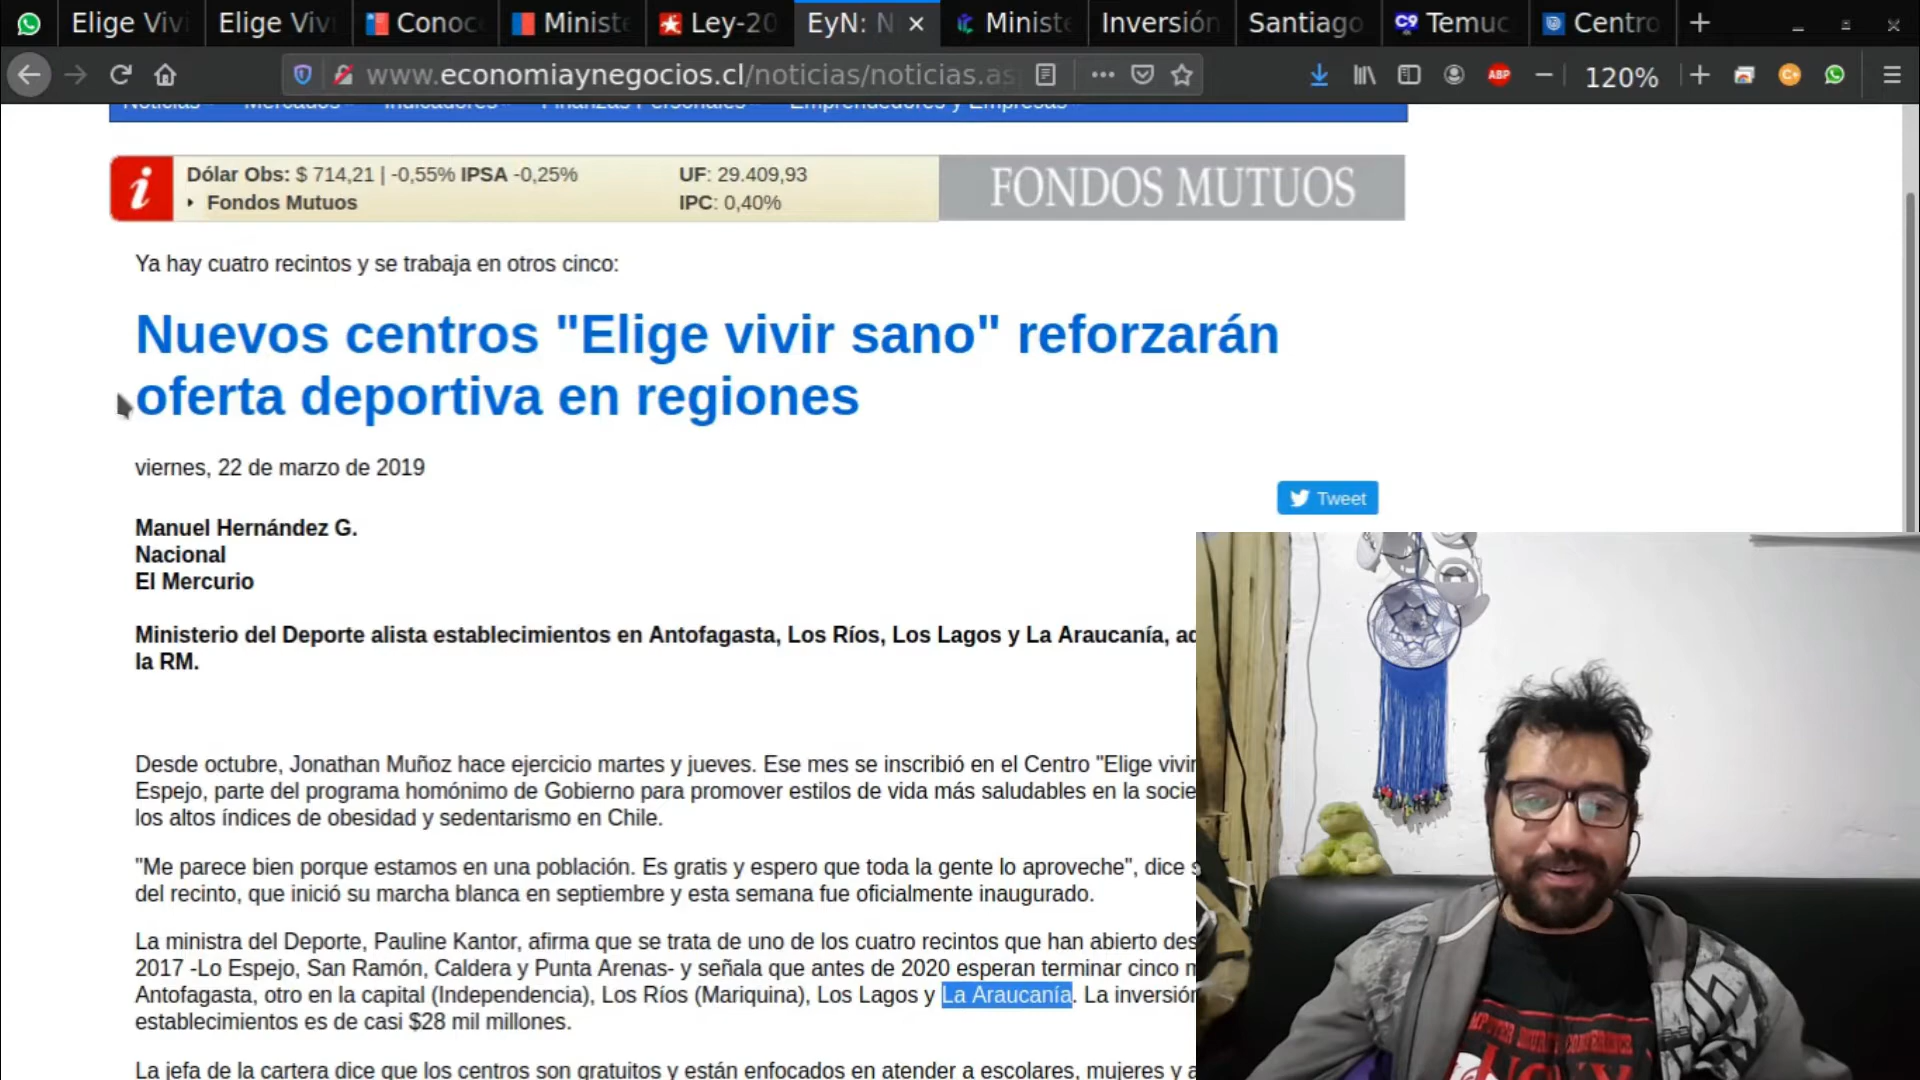 Elige Vivi
Elige Vivi
Conoc
Ministe
Ley-20
EyN: N
Ministe
Inversión
Santiago
Temuc
Centro
www.economiaynegocios.cl/noticias/noticias.as
ABP
120%
Noticias
Mercados
Indicadores
Finanzas Personales
Emprendedores y Empresas
Dólar Obs: $ 714,21 | -0,55% IPSA -0,25%
UF: 29.409,93
Fondos Mutuos
IPC: 0,40%
FONDOS MUTUOS
Ya hay cuatro recintos y se trabaja en otros cinco:
Nuevos centros "Elige vivir sano" reforzarán
oferta deportiva en regiones
viernes, 22 de marzo de 2019
Tweet
Manuel Hernández G.
Nacional
El Mercurio
Ministerio del Deporte alista establecimientos en Antofagasta, Los Ríos, Los Lagos y La Araucanía, ad
la RM.
Desde octubre, Jonathan Muñoz hace ejercicio martes y jueves. Ese mes se inscribió en el Centro "Elige vivir
Espejo, parte del programa homónimo de Gobierno para promover estilos de vida más saludables en la socie
los altos índices de obesidad y sedentarismo en Chile.
"Me parece bien porque estamos en una población. Es gratis y espero que toda la gente lo aproveche", dice s
del recinto, que inició su marcha blanca en septiembre y esta semana fue oficialmente inaugurado.
La ministra del Deporte, Pauline Kantor, afirma que se trata de uno de los cuatro recintos que han abierto des
2017 -Lo Espejo, San Ramón, Caldera y Punta Arenas- y señala que antes de 2020 esperan terminar cinco m
Antofagasta, otro en la capital (Independencia), Los Ríos (Mariquina), Los Lagos y La Araucanía. La inversión
establecimientos es de casi $28 mil millones.
La jefa de la cartera dice que los centros son gratuitos y están enfocados en atender a escolares, mujeres y a